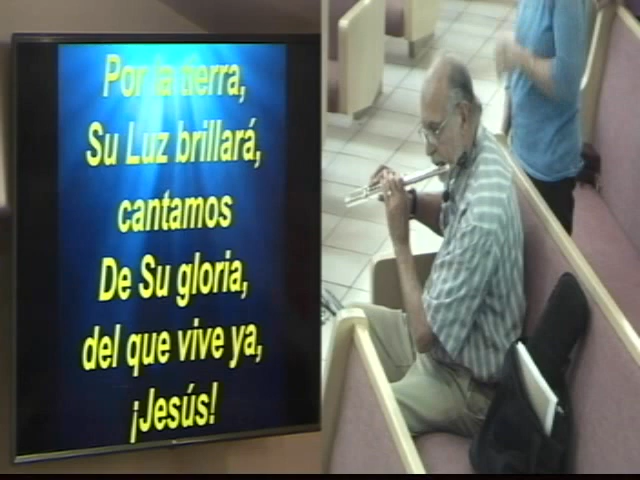 Por la tierra,
Su Luz brillará,
cantamos
De Su gloria,
del que vive ya,
¡Jesús!